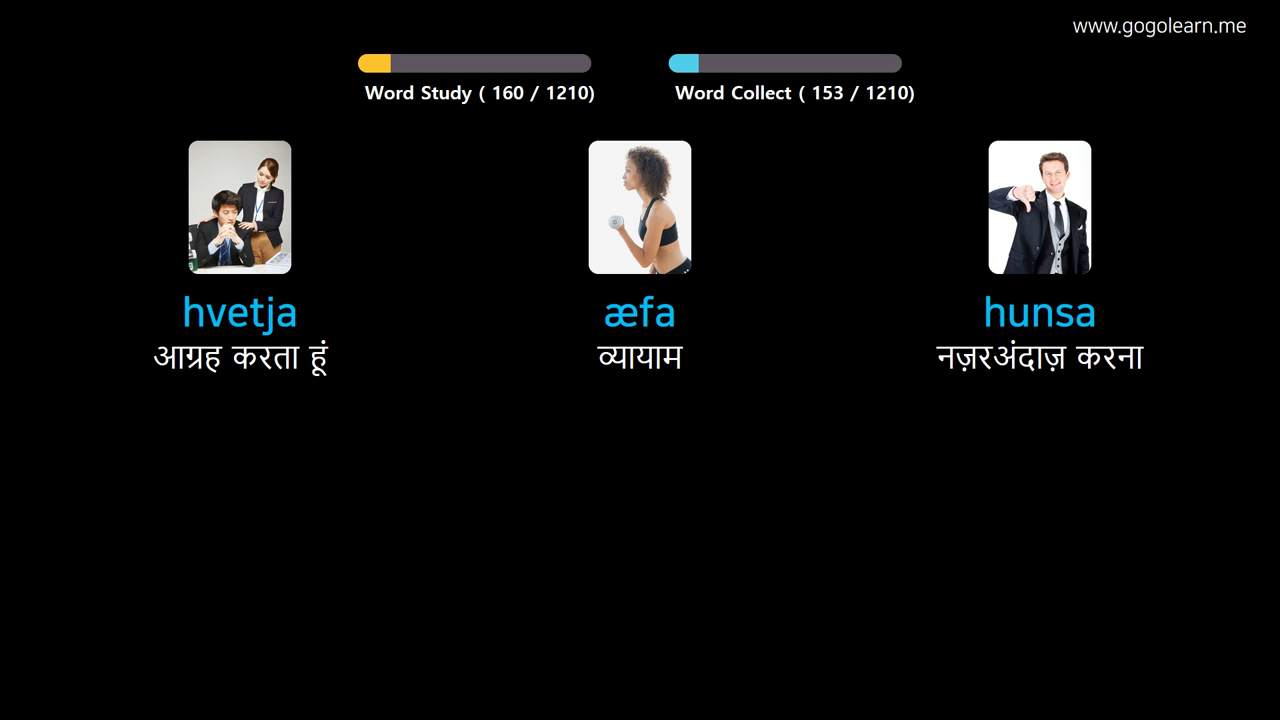 www.gogolearn.me
Word Study ( 160 / 1210)
Word Collect ( 153 / 1210)
hvetja
æfa
hunsa
आग्रह करता हूं
व्यायाम
नज़रअंदाज़ करना